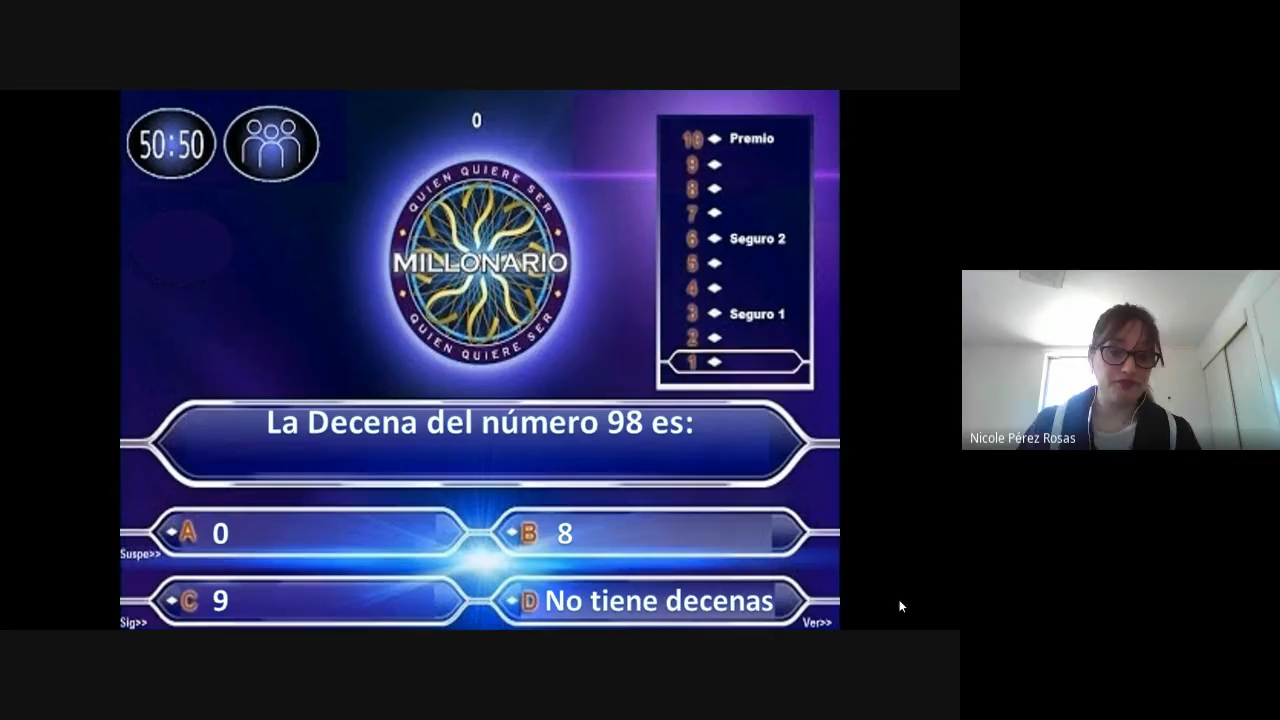 50:50
0
QUIEN QUIERE SER
MILLONARIO
QUIEN QUIERE SER
10 Premio
9
8
7
6 Seguro 2
5
4
3 Seguro 1
2
1
La Decena del número 98 es:
A 0
B 8
Suspe>>
C 9
D No tiene decenas
Sig>>
Ver>>
Nicole Pérez Rosas